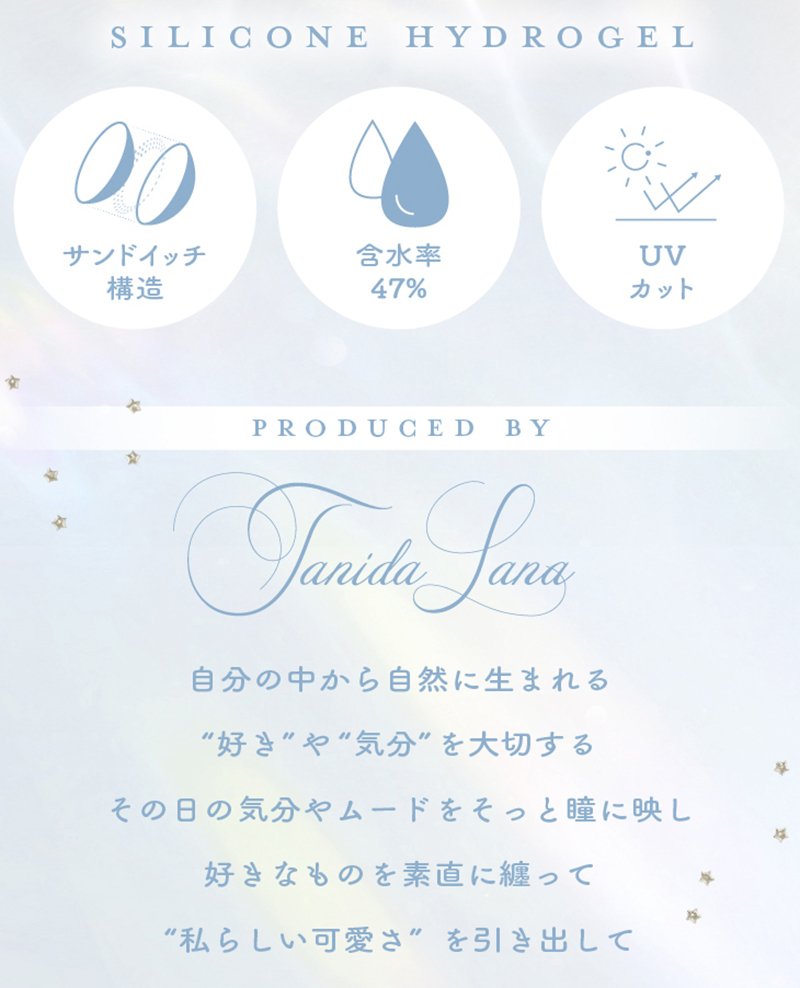 SILICONE HYDROGEL
サンドイッチ
構造
含水率
47%
UV
カット
PRODUCED BY
Tanida Lana
自分の中から自然に生まれる
“好き”や“気分”を大切する
その日の気分やムードをそっと瞳に映し
好きなものを素直に纏って
“私らしい可愛さ”を引き出して